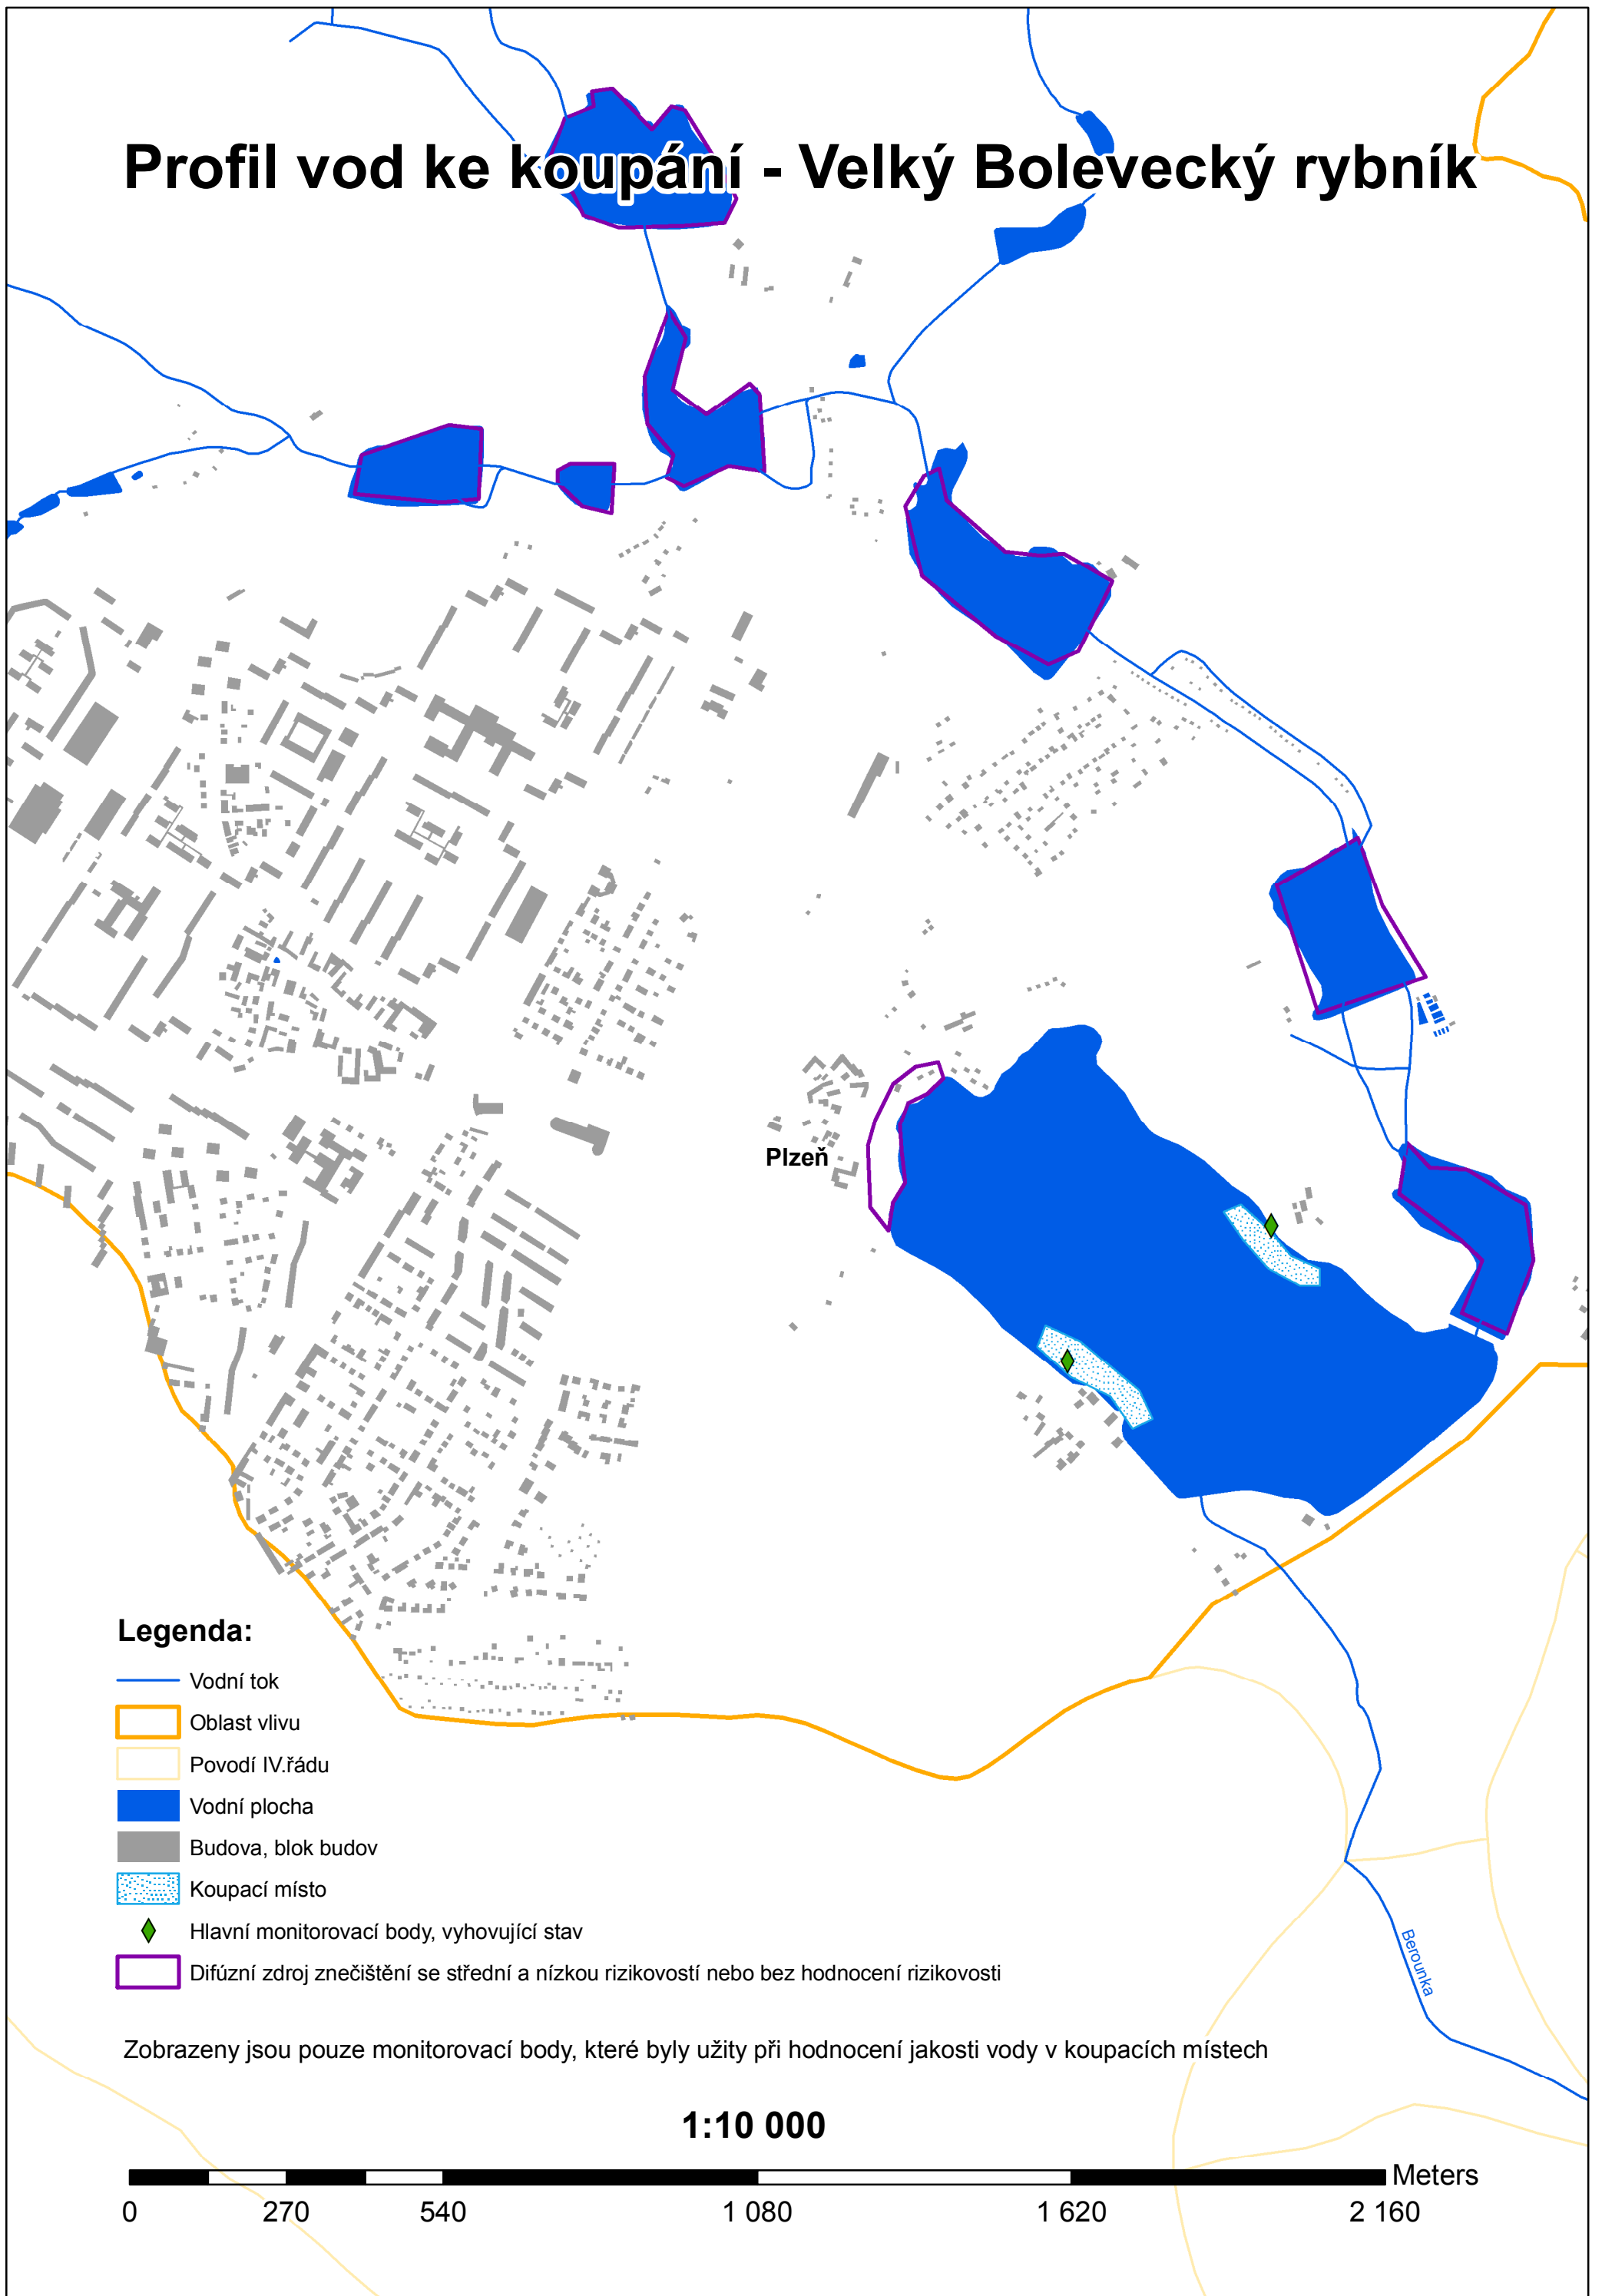 Profil vod ke koupání - Velký Bolevecký rybník
Plzeň
Legenda:
Vodní tok
Oblast vlivu
Povodí IV.řádu
Vodní plocha
Budova, blok budov
Koupací místo
Hlavní monitorovací body, vyhovující stav
Difúzní zdroj znečištění se střední a nízkou rizikovostí nebo bez hodnocení rizikovosti
Berounka
Zobrazeny jsou pouze monitorovací body, které byly užity při hodnocení jakosti vody v koupacích místech
1:10 000
Meters
0 270 540 1 080 1 620 2 160